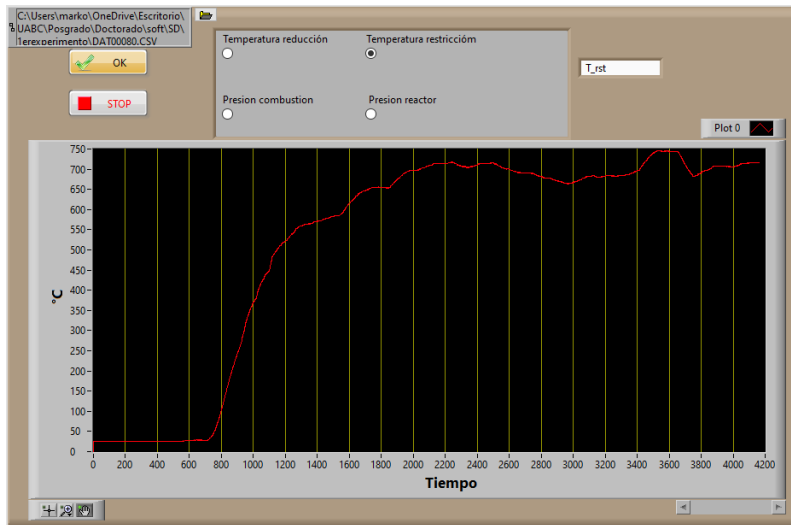 C:\Users\marko\OneDrive\Escritorio\
UABC\Posgrado\Doctorado\soft\SD\
1erexperimento\DAT00080.CSV
OK
STOP
Temperatura reducción
Temperatura restriccióm
Presion combustion
Presion reactor
T_rst
Plot 0
750
700
650
600
550
500
450
400
350
300
250
200
150
100
50
0
°C
0 200 400 600 800 1000 1200 1400 1600 1800 2000 2200 2400 2600 2800 3000 3200 3400 3600 3800 4000 4200
Tiempo